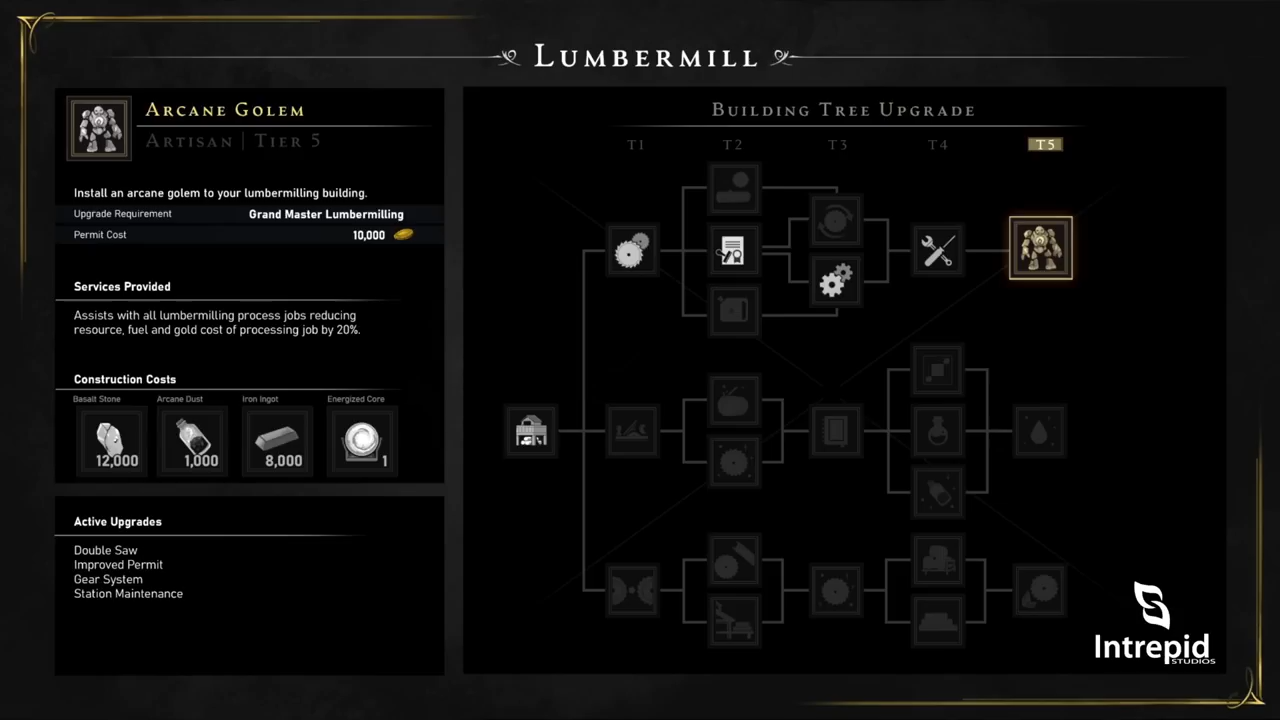 LUMBERMILL
ARCANE GOLEM
ARTISAN | TIER 5
Install an arcane golem to your lumbermilling building.
Upgrade Requirement Grand Master Lumbermilling
Permit Cost 10,000
Services Provided
Assists with all lumbermilling process jobs reducing
resource, fuel and gold cost of processing job by 20%.
Construction Costs
Basalt Stone Arcane Dust Iron Ingot Energized Core
12,000 1,000 8,000 1
Active Upgrades
Double Saw
Improved Permit
Gear System
Station Maintenance
BUILDING TREE UPGRADE
T1 T2 T3 T4 T5
Intrepid
STUDIOS